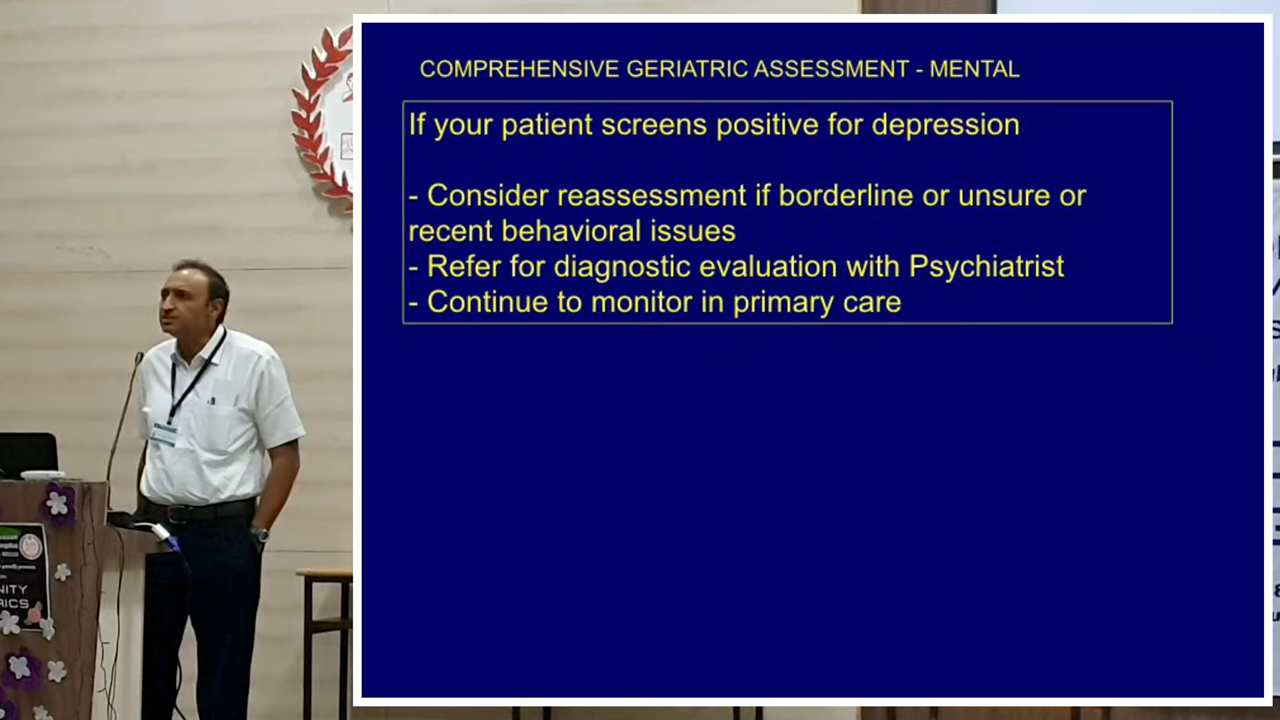 COMPREHENSIVE GERIATRIC ASSESSMENT - MENTAL
If your patient screens positive for depression
- Consider reassessment if borderline or unsure or
recent behavioral issues
- Refer for diagnostic evaluation with Psychiatrist
- Continue to monitor in primary care
NITY
RICS